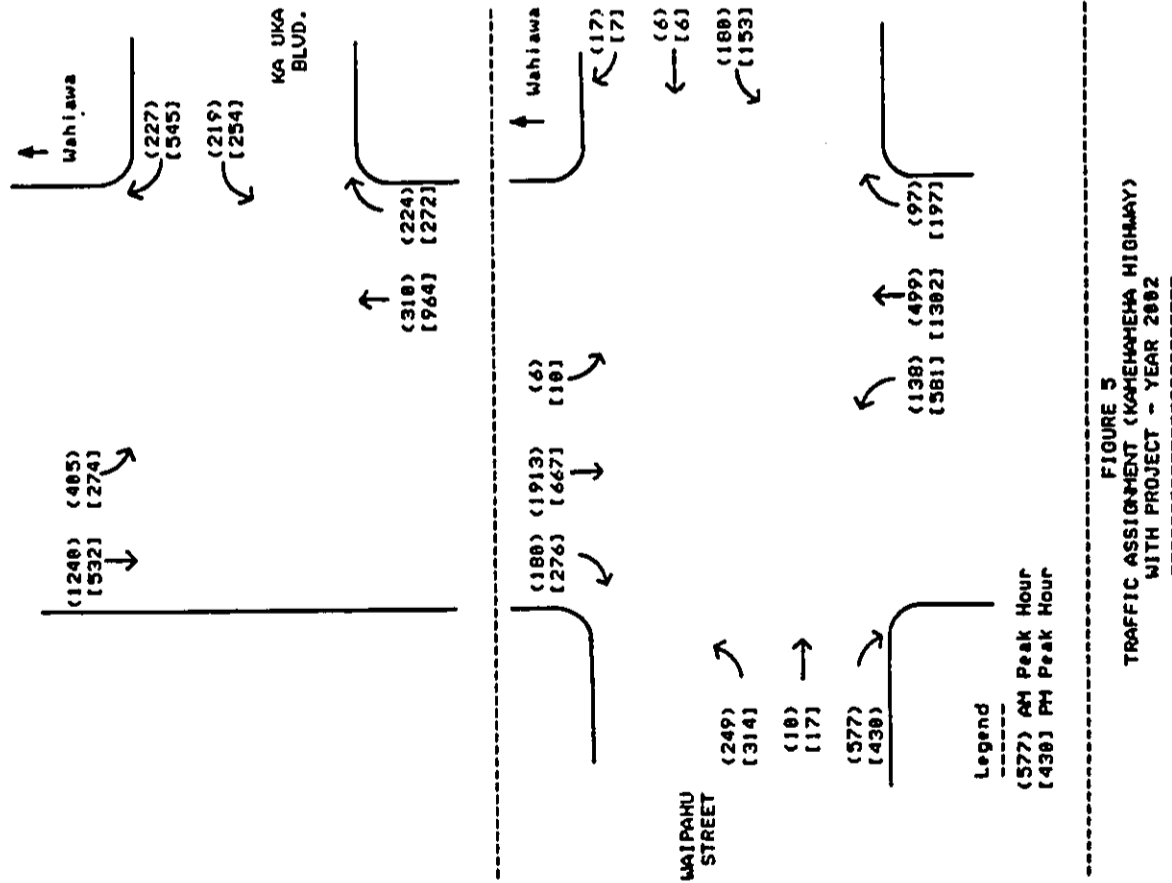 Wahiawa
(1240) (405)
[532] [274]
(227)
[545]
(219)
[254]
KA UKA
BLVD.
(310) (224)
[964] [272]
Wahiawa
(180) (1913) (6)
[276] [667] [10]
(17)
[7]
(6)
[6]
(180)
[153]
WAIPAHU
STREET
(249)
[314]
(10)
[17]
(577)
[430]
(138) (499) (97)
[581] [1302] [197]
Legend
(577) AM Peak Hour
[430] PM Peak Hour
FIGURE 5
TRAFFIC ASSIGNMENT (KAMEHAMEHA HIGHWAY)
WITH PROJECT - YEAR 2002